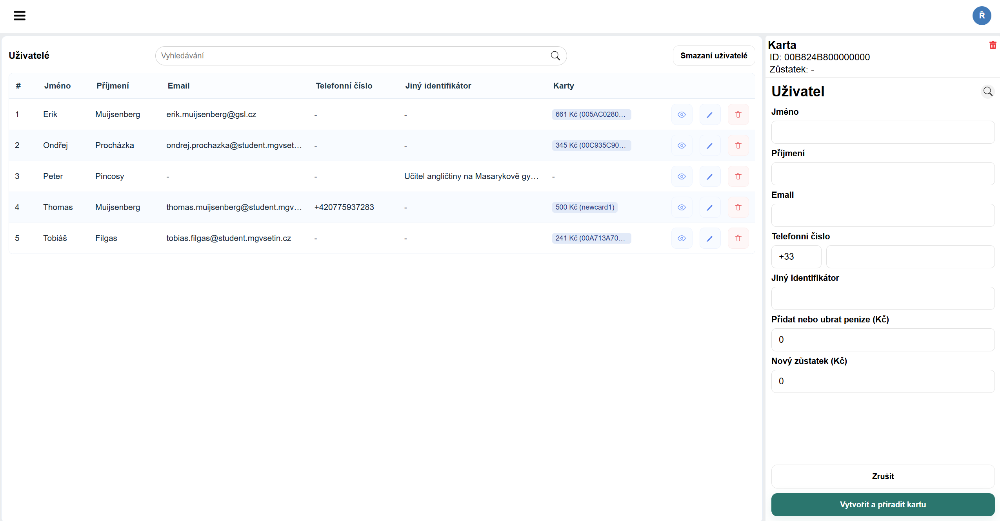 Ř
Uživatelé
Vyhledávání
Smazaní uživatelé
# Jméno Příjmení Email Telefonní číslo Jiný identifikátor Karty
1 Erik Muijsenberg erik.muijsenberg@gsl.cz - - 661 Kč (005AC0280...
2 Ondřej Procházka ondrej.prochazka@student.mgvset... - - 345 Kč (00C935C90...
3 Peter Pincosy - - Učitel angličtiny na Masarykově gy... -
4 Thomas Muijsenberg thomas.muijsenberg@student.mgv... +420775937283 - 500 Kč (newcard1)
5 Tobiáš Filgas tobias.filgas@student.mgvsetin.cz - - 241 Kč (00A713A70...
Karta
ID: 00B824B800000000
Zůstatek: -
Uživatel
Jméno
Příjmení
Email
Telefonní číslo
+33
Jiný identifikátor
Přidat nebo ubrat peníze (Kč)
0
Nový zůstatek (Kč)
0
Zrušit
Vytvořit a přiradit kartu